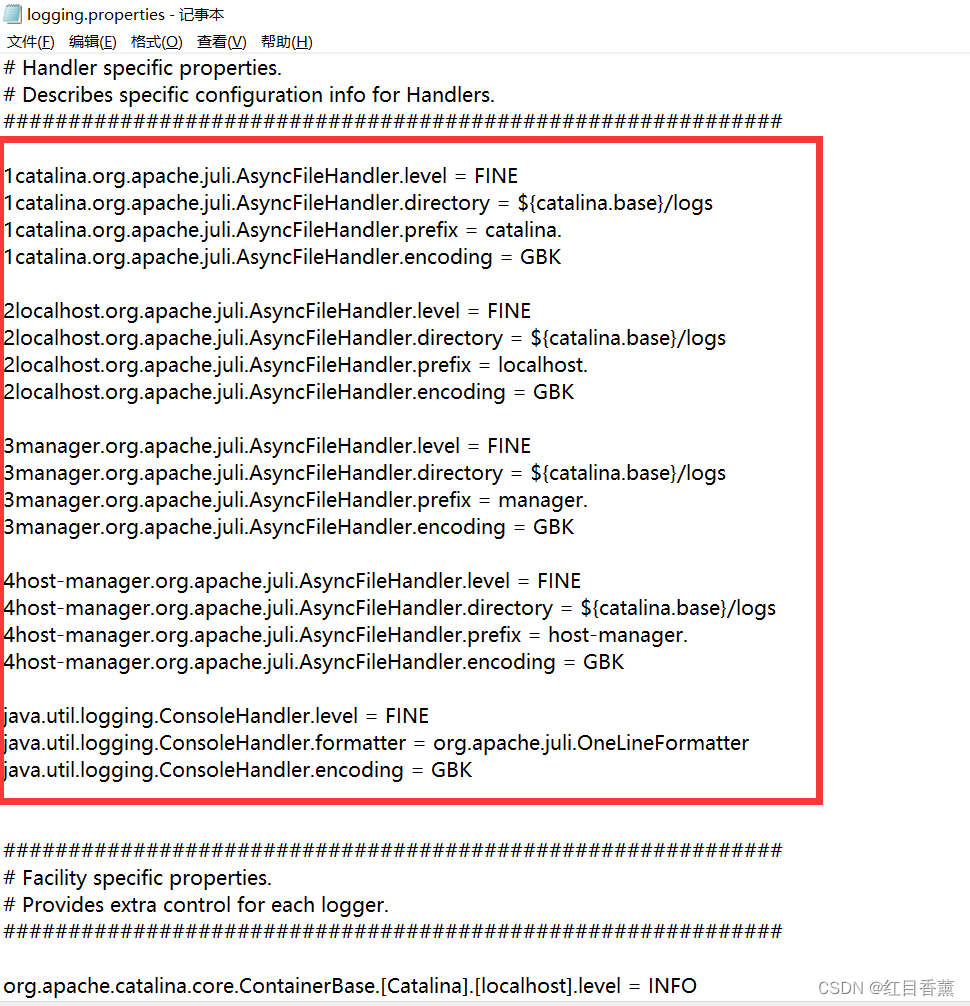 logging.properties - 记事本
文件(F) 编辑(E) 格式(O) 查看(V) 帮助(H)
# Handler specific properties.
# Describes specific configuration info for Handlers.
############################################################
1catalina.org.apache.juli.AsyncFileHandler.level = FINE
1catalina.org.apache.juli.AsyncFileHandler.directory = ${catalina.base}/logs
1catalina.org.apache.juli.AsyncFileHandler.prefix = catalina.
1catalina.org.apache.juli.AsyncFileHandler.encoding = GBK
2localhost.org.apache.juli.AsyncFileHandler.level = FINE
2localhost.org.apache.juli.AsyncFileHandler.directory = ${catalina.base}/logs
2localhost.org.apache.juli.AsyncFileHandler.prefix = localhost.
2localhost.org.apache.juli.AsyncFileHandler.encoding = GBK
3manager.org.apache.juli.AsyncFileHandler.level = FINE
3manager.org.apache.juli.AsyncFileHandler.directory = ${catalina.base}/logs
3manager.org.apache.juli.AsyncFileHandler.prefix = manager.
3manager.org.apache.juli.AsyncFileHandler.encoding = GBK
4host-manager.org.apache.juli.AsyncFileHandler.level = FINE
4host-manager.org.apache.juli.AsyncFileHandler.directory = ${catalina.base}/logs
4host-manager.org.apache.juli.AsyncFileHandler.prefix = host-manager.
4host-manager.org.apache.juli.AsyncFileHandler.encoding = GBK
java.util.logging.ConsoleHandler.level = FINE
java.util.logging.ConsoleHandler.formatter = org.apache.juli.OneLineFormatter
java.util.logging.ConsoleHandler.encoding = GBK
############################################################
# Facility specific properties.
# Provides extra control for each logger.
############################################################
org.apache.catalina.core.ContainerBase.[Catalina].[localhost].level = INFO
CSDN @红目香薰